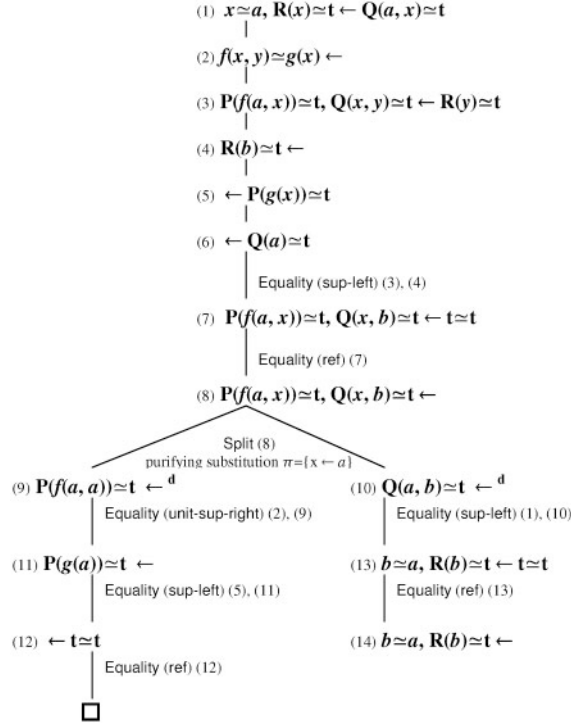 (1) x≃a, R(x)≃t ← Q(a, x)≃t
(2) f(x, y)≃g(x) ←
(3) P(f(a, x))≃t, Q(x, y)≃t ← R(y)≃t
(4) R(b)≃t ←
(5) ← P(g(x))≃t
(6) ← Q(a)≃t
Equality (sup-left) (3), (4)
(7) P(f(a, x))≃t, Q(x, b)≃t ← t≃t
Equality (ref) (7)
(8) P(f(a, x))≃t, Q(x, b)≃t ←
Split (8)
purifying substitution π={x ← a}
(9) P(f(a, a))≃t ← d
(10) Q(a, b)≃t ← d
Equality (unit-sup-right) (2), (9)
Equality (sup-left) (1), (10)
(11) P(g(a))≃t ←
(13) b≃a, R(b)≃t ← t≃t
Equality (sup-left) (5), (11)
Equality (ref) (13)
(12) ← t≃t
(14) b≃a, R(b)≃t ←
Equality (ref) (12)